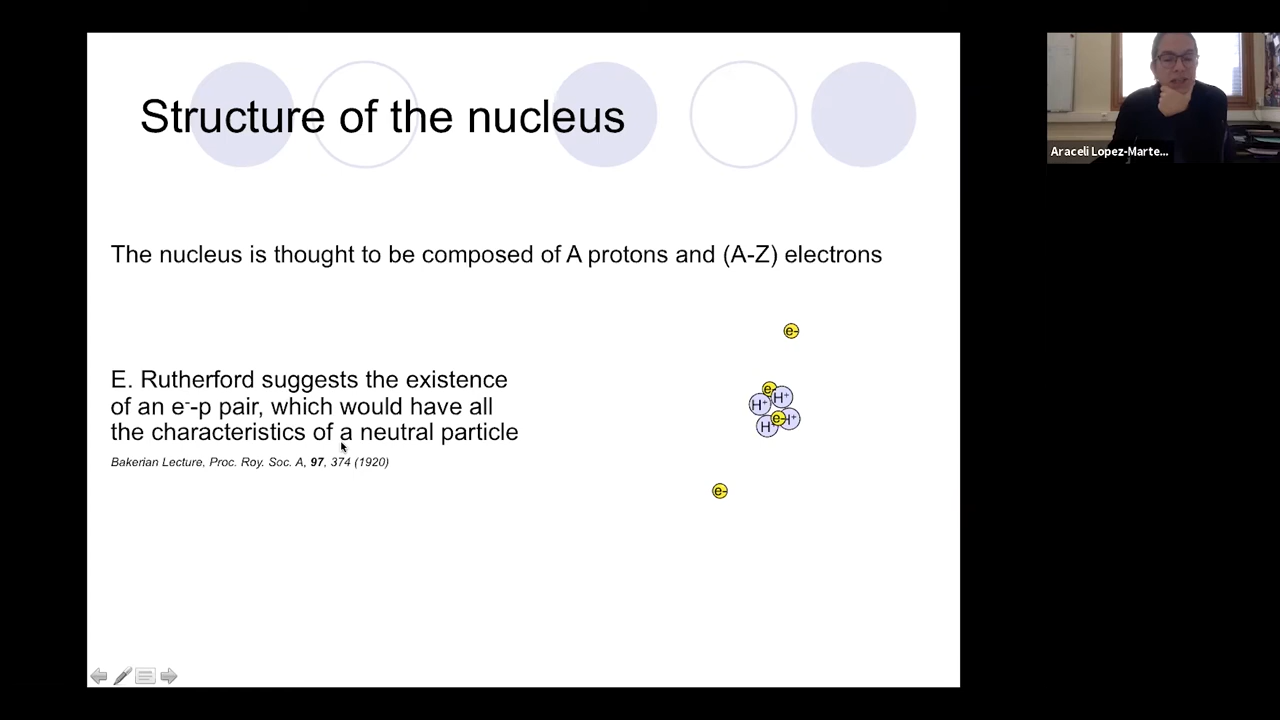 Structure of the nucleus
Araceli Lopez-Marte...
The nucleus is thought to be composed of A protons and (A-Z) electrons
e-
E. Rutherford suggests the existence
of an e⁻-p pair, which would have all
the characteristics of a neutral particle
Bakerian Lecture, Proc. Roy. Soc. A, 97, 374 (1920)
e-
H⁺
H⁺
e-
H⁺
H
e-